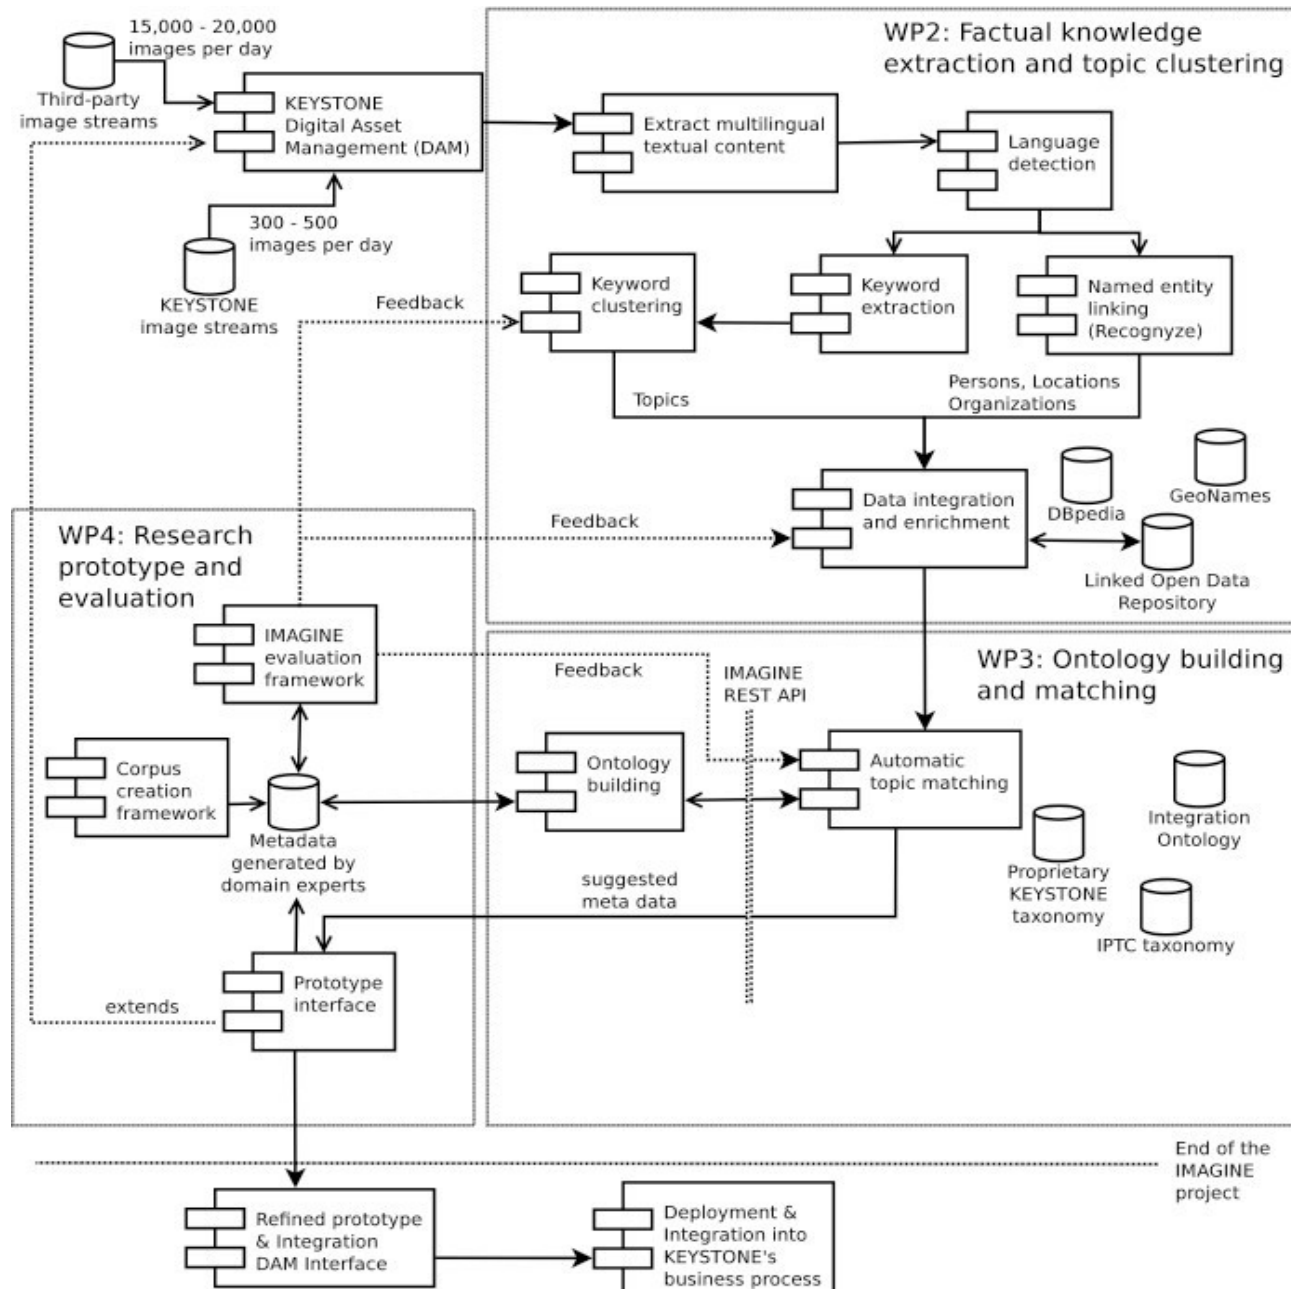 15,000 - 20,000
images per day
Third-party
image streams
KEYSTONE
Digital Asset
Management (DAM)
300 - 500
images per day
KEYSTONE
image streams
WP2: Factual knowledge
extraction and topic clustering
Extract multilingual
textual content
Language
detection
Keyword
clustering
Keyword
extraction
Named entity
linking
(Recognyze)
Feedback
Topics
Persons, Locations
Organizations
Data integration
and enrichment
DBpedia
GeoNames
Linked Open Data
Repository
Feedback
WP4: Research
prototype and
evaluation
IMAGINE
evaluation
framework
Feedback
Corpus
creation
framework
Metadata
generated by
domain experts
Prototype
interface
extends
WP3: Ontology building
and matching
IMAGINE
REST API
Ontology
building
Automatic
topic matching
Integration
Ontology
Proprietary
KEYSTONE
taxonomy
IPTC taxonomy
suggested
meta data
End of the
IMAGINE
project
Refined prototype
& Integration
DAM Interface
Deployment &
Integration into
KEYSTONE's
business process